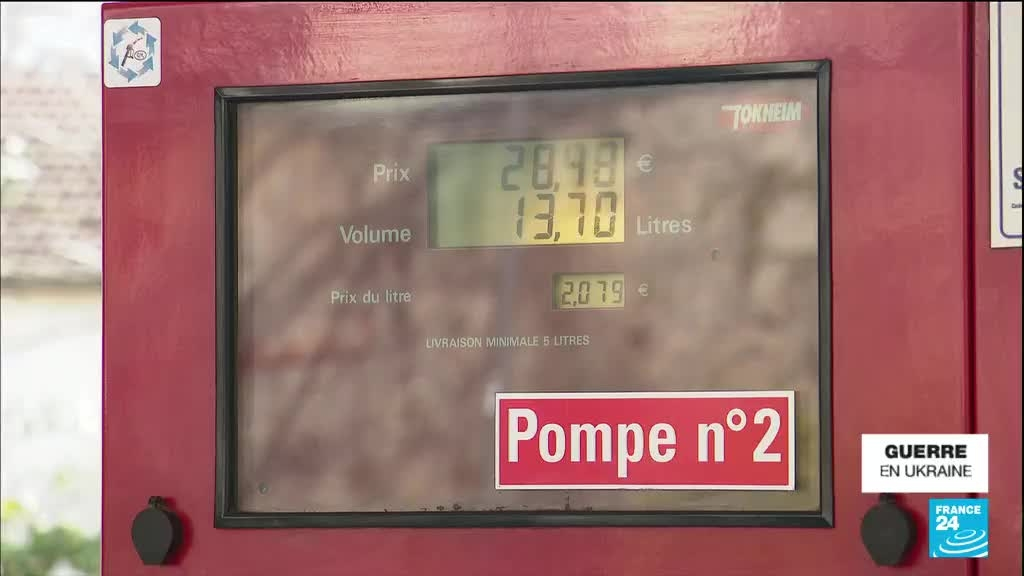 TOKHEIM
Prix 28,48 €
Volume 13,70 Litres
Prix du litre 2,079 €
LIVRAISON MINIMALE 5 LITRES
Pompe n°2
GUERRE
EN UKRAINE
FRANCE
24